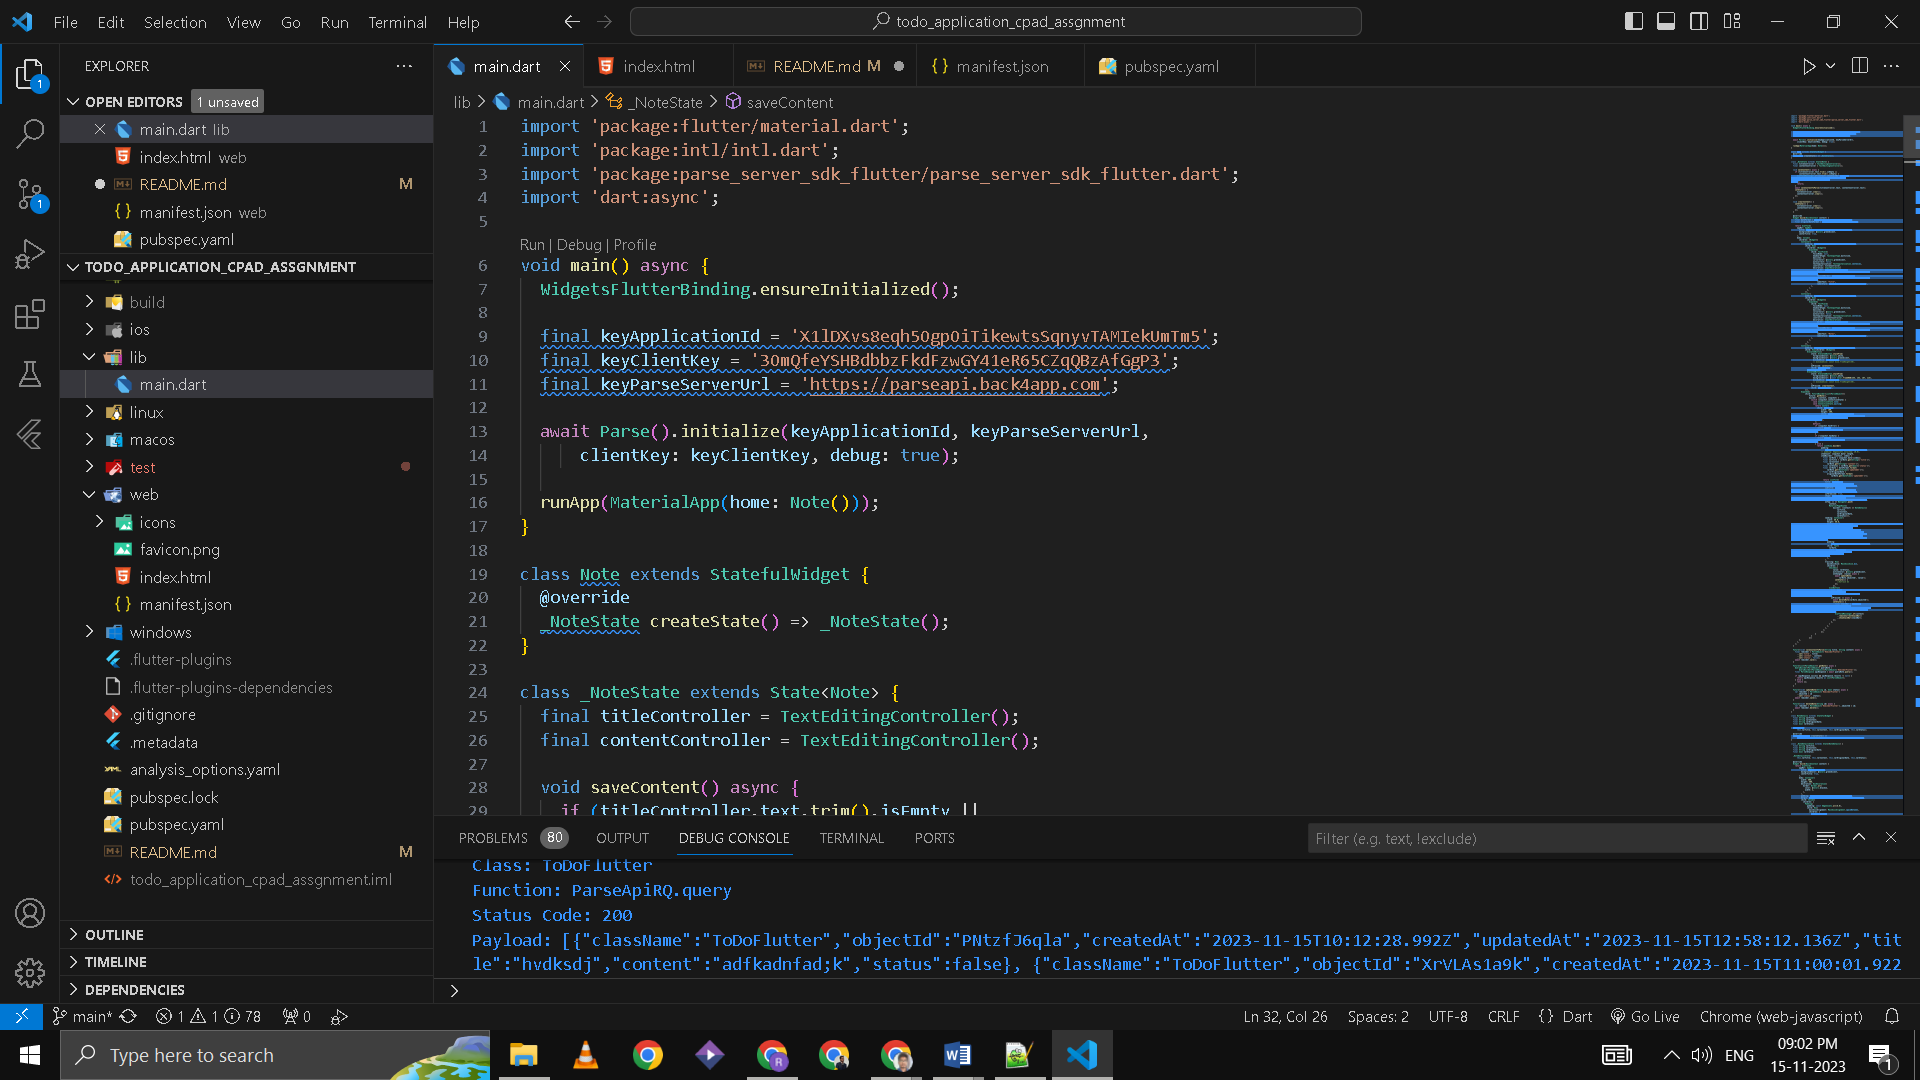 File Edit Selection View Go Run Terminal Help
todo_application_cpad_assgnment
EXPLORER
OPEN EDITORS 1 unsaved
main.dart lib
index.html web
README.md M
manifest.json web
pubspec.yaml
TODO_APPLICATION_CPAD_ASSGNMENT
build
ios
lib
main.dart
linux
macos
test
web
icons
favicon.png
index.html
manifest.json
windows
.flutter-plugins
.flutter-plugins-dependencies
.gitignore
.metadata
analysis_options.yaml
pubspec.lock
pubspec.yaml
README.md M
todo_application_cpad_assgnment.iml
OUTLINE
TIMELINE
DEPENDENCIES
1
1
main.dart index.html README.md M manifest.json pubspec.yaml
lib > main.dart > _NoteState > saveContent
1 import 'package:flutter/material.dart';
2 import 'package:intl/intl.dart';
3 import 'package:parse_server_sdk_flutter/parse_server_sdk_flutter.dart';
4 import 'dart:async';
5
Run | Debug | Profile
6 void main() async {
7 WidgetsFlutterBinding.ensureInitialized();
8
9 final keyApplicationId = 'X1lDXvs8eqh5Ogp0iTikewtsSqnyvTAMIekUmTm5';
10 final keyClientKey = '3OmQfeYSHBdbbzFkdFzwGY41eR65CZqQBzAfGgP3';
11 final keyParseServerUrl = 'https://parseapi.back4app.com';
12
13 await Parse().initialize(keyApplicationId, keyParseServerUrl,
14 clientKey: keyClientKey, debug: true);
15
16 runApp(MaterialApp(home: Note()));
17 }
18
19 class Note extends StatefulWidget {
20 @override
21 _NoteState createState() => _NoteState();
22 }
23
24 class _NoteState extends State<Note> {
25 final titleController = TextEditingController();
26 final contentController = TextEditingController();
27
28 void saveContent() async {
29 if (titleController.text.trim().isEmpty ||
PROBLEMS 80 OUTPUT DEBUG CONSOLE TERMINAL PORTS
Filter (e.g. text, !exclude)
Class: ToDoFlutter
Function: ParseApiRQ.query
Status Code: 200
Payload: [{"className":"ToDoFlutter","objectId":"PNtzfJ6qla","createdAt":"2023-11-15T10:12:28.992Z","updatedAt":"2023-11-15T12:58:12.136Z","tit
le":"hvdksdj","content":"adfkadnfad;k","status":false}, {"className":"ToDoFlutter","objectId":"XrVLAs1a9k","createdAt":"2023-11-15T11:00:01.922
>
main* 1 1 78 0
Ln 32, Col 26 Spaces: 2 UTF-8 CRLF {} Dart Go Live Chrome (web-javascript)
Type here to search
ENG
09:02 PM
15-11-2023
1